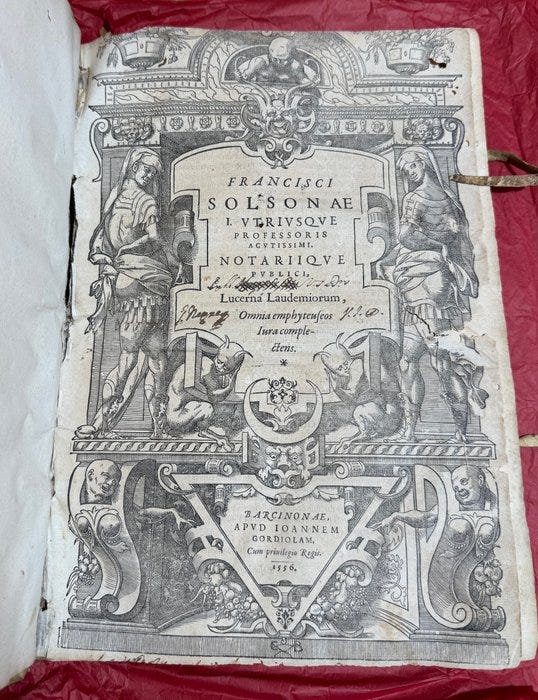 FRANCISCI
SOLSONAE
I. VTRIVSQVE
PROFESSORIS
ACVTISSIMI,
NOTARIIQVE
PVBLICI,
Lucerna Laudemiorum,
Omnia emphyteuseos
Iura comple-
ctens.
*
BARCINONAE,
APVD IOANNEM
GORDIOLAM,
Cum priuilegio Regis.
1556.